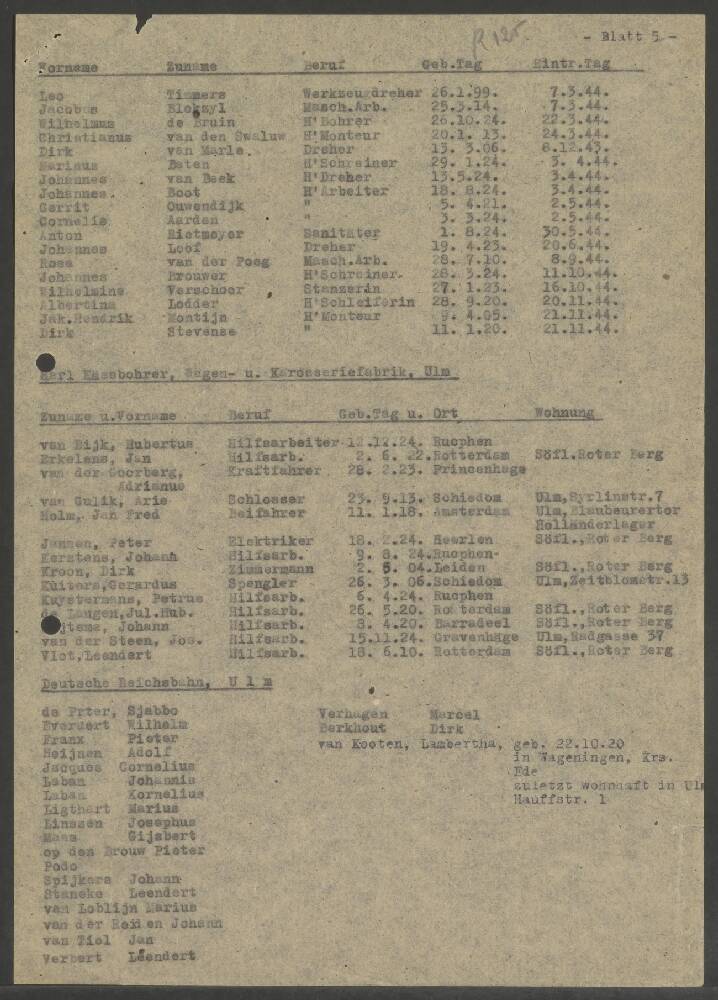 - Blatt 5 -
Vorname Zuname Beruf Geb.Tag Eintr.Tag
Leo Timmers Werkzeugdreher 26.1.99. 7.3.44.
Jacobus Blokzyl Masch.Arb. 25.3.14. 7.3.44.
Wilhelmus de Bruin H'Bohrer 26.10.24. 22.3.44.
Christianus van den Swaluw H'Monteur 20.1. 13. 24.3.44.
Dirk van Marle. Dreher 13. 3.06. 8.12.43.
Marinus Baten H'Schreiner 29. 1.24. 3. 4.44.
Johannes van Beek H'Dreher 13.5.24. 3.4.44.
Johannes. Boot H'Arbeiter 18. 8.24. 3.4.44.
Gerrit Ouwendijk " 5. 4.21. 2.5.44.
Cornelis Aarden " 3. 3.24. 2.5.44.
Anton Rietmeyer Sanitäter 1. 8.24. 30.5.44.
Johannes Loof Dreher 19. 4.23. 20.6.44.
Rosa van der Poeg Masch.Arb. 28. 7.10. 8.9.44.
Johannes Brouwer H'Schreiner. 28. 3.24. 11.10.44.
Wilhelmine Verschoor Stanzerin 27. 1.23. 16.10.44.
Albertina Lodder H'Schleiferin 28. 9.20. 20.11.44.
Jak.Hendrik Montijn H'Monteur 9. 4.05. 21.11.44.
Dirk Stevense " 11. 1.20. 21.11.44.
Karl Kässbohrer, Wagen- u. Karosseriefabrik, Ulm
Zuname u.Vorname Beruf Geb.Tag u. Ort Wohnung
van Dijk, Hubertus Hilfsarbeiter 12.12.24. Rucphen
Erkelens, Jan Hilfsarb. 2. 6. 22.Rotterdam Söfl.Roter Berg
van der Goorberg, Kraftfahrer 28. 2.23. Princenhage
Adrianus
van Gulik, Arie Schlosser 23. 9.13. Schiedom Ulm,Syrlinstr.7
Holm, Jan Fred Beifahrer 11. 1.18. Amsterdam Ulm,Blaubeurertor
Holländerlager
Jansen, Peter Elektriker 18. 2.24. Heerlen Söfl.,Roter Berg
Kerstens, Johann Hilfsarb. 9. 8. 24.Rucphen-
Kroon, Dirk Zimmermann 2. 5. 04.Leiden Söfl.,Roter Berg
Kuiters,Gerardus Spengler 26. 3. 06.Schiedom Ulm,Zeitblomstr.13
Kuystermans, Petrus Hilfsarb. 6. 4.24. Rucphen
de Langen,Jul.Hub. Hilfsarb. 26. 5.20. Rotterdam Söfl.,Roter Berg
jtsma, Johann Hilfsarb. 8. 4.20. Barradeel Söfl.,Roter Berg
van der Steen, Jos. Hilfsarb. 15.11.24. Gravenhage Ulm,Radgasse 37
Vlot,Leendert Hilfsarb. 18. 6.10. Rotterdam Söfl.,Roter Berg
Deutsche Reichsbahn, U l m
de Prter, Sjabbo Verhagen Marcel
Everdert Wilhelm Berkhout Dirk
Franx Pieter van Kooten, Lambertha, geb. 22.10.20
Heijnen Adolf in Wageningen, Krs.
Jacques Cornelius Ede
Laban Johannis zuletzt wohnhaft in Ulm
Laban Kornelius Hauffstr. 1
Ligthart Marius
Linssen Josephus
Maas Gijsbert
op den Brouw Pieter
Podo
Spijkers Johann
Staneke Leendert
van Loblijn Marius
van der Reiden Johann
van Tiol Jan
Verbert Leendert